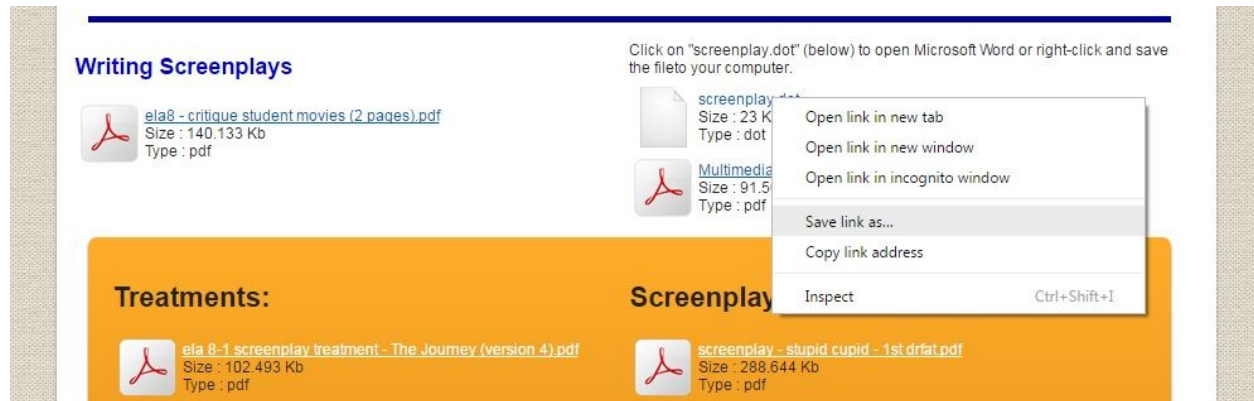 Writing Screenplays
ela8 - critique student movies (2 pages).pdf
Size : 140.133 Kb
Type : pdf
Click on "screenplay.dot" (below) to open Microsoft Word or right-click and save
the fileto your computer.
screenplay.dot
Size : 23 K
Type : dot
Multimedia
Size : 91.5
Type : pdf
Open link in new tab
Open link in new window
Open link in incognito window
Save link as...
Copy link address
Inspect Ctrl+Shift+I
Treatments:
ela 8-1 screenplay treatment - The Journey (version 4).pdf
Size : 102.493 Kb
Type : pdf
Screenplay
screenplay - stupid cupid - 1st drfat.pdf
Size : 288.644 Kb
Type : pdf